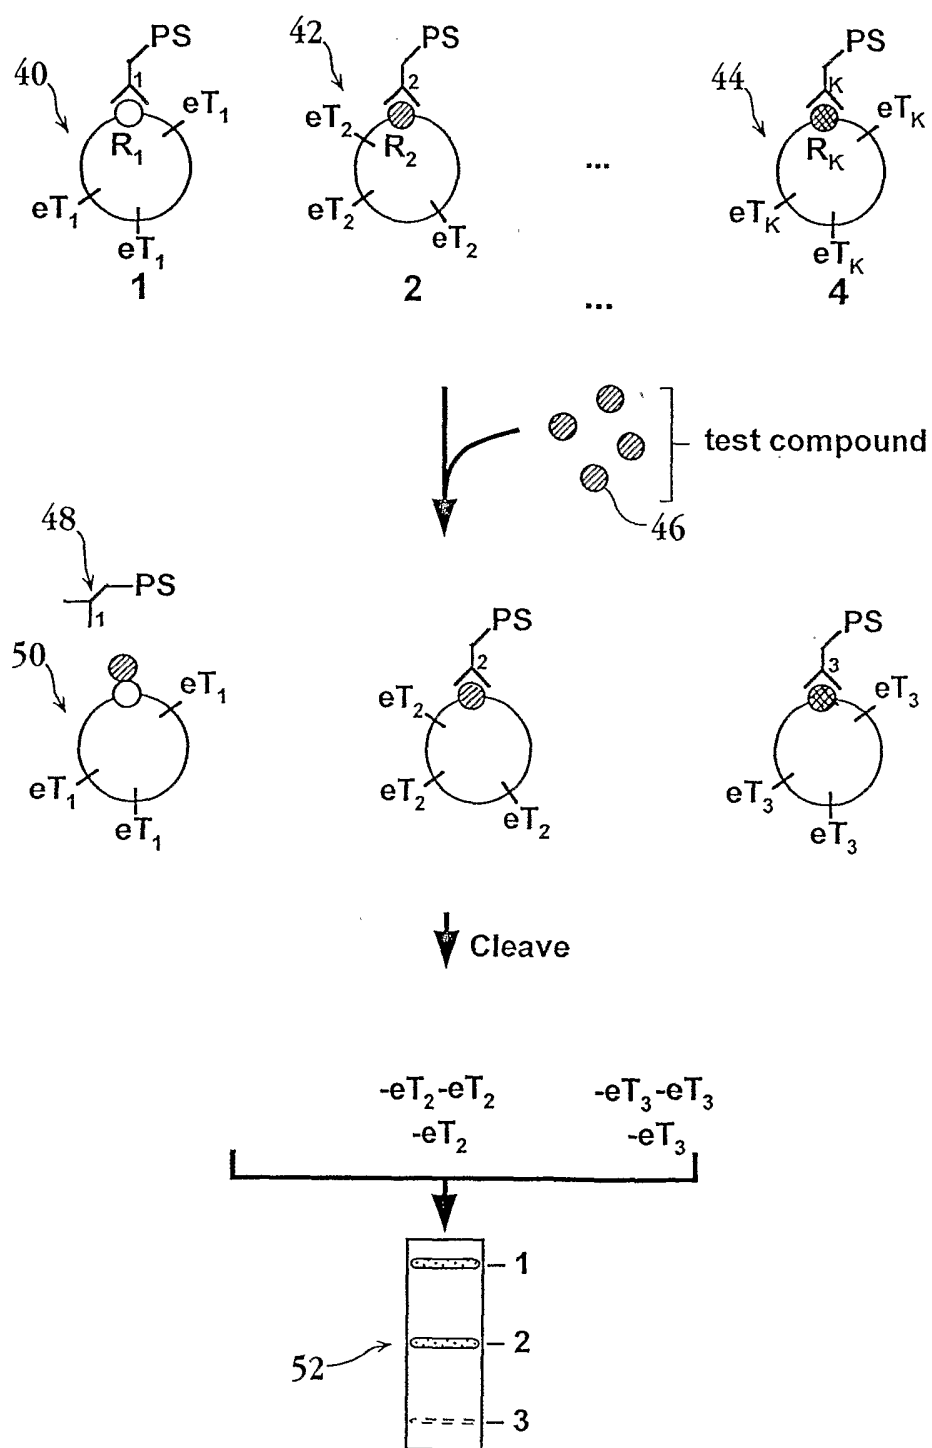 PS
40
1
eT1
R1
eT1
eT1
1
42
PS
2
eT2
R2
eT2
eT2
2
...
...
44
PS
K
eTK
RK
eTK
eTK
4
test compound
46
48
PS
1
50
eT1
eT1
eT1
PS
2
eT2
eT2
eT2
PS
3
eT3
eT3
eT3
Cleave
-eT2-eT2
-eT2
-eT3-eT3
-eT3
1
2
52
3